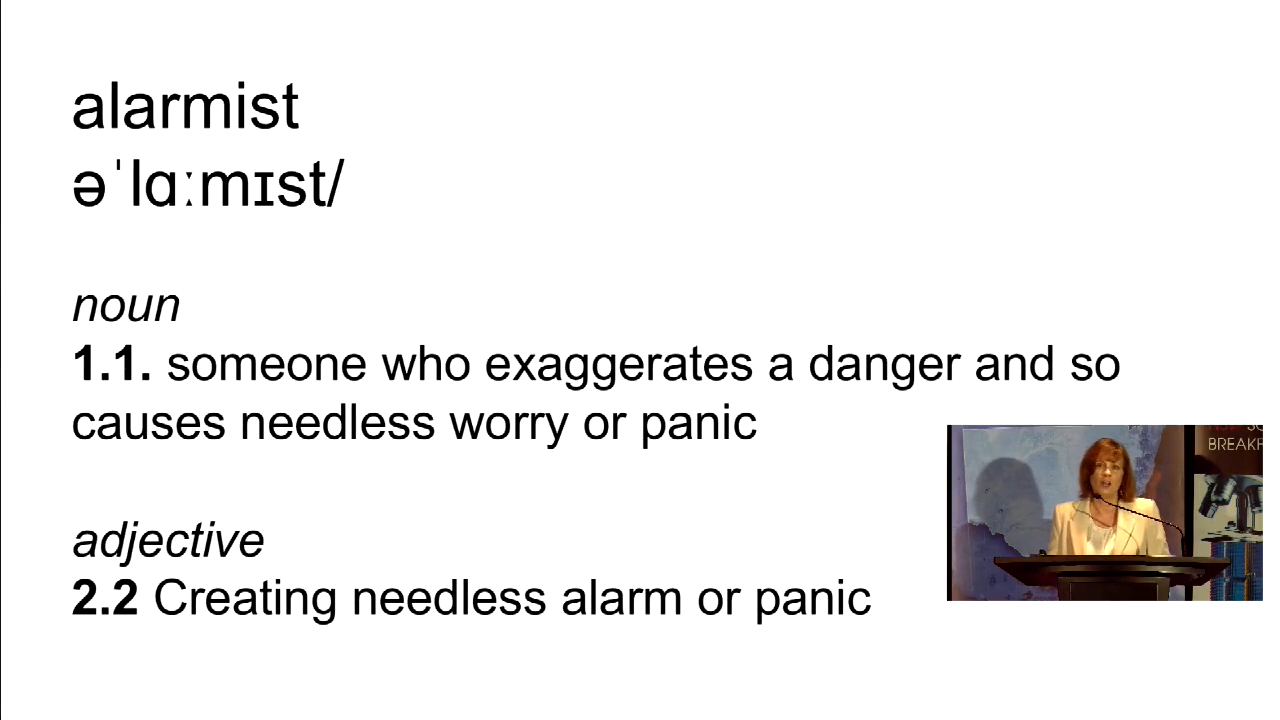 alarmist
əˈlɑːmɪst/
noun
1.1. someone who exaggerates a danger and so
causes needless worry or panic
adjective
2.2 Creating needless alarm or panic